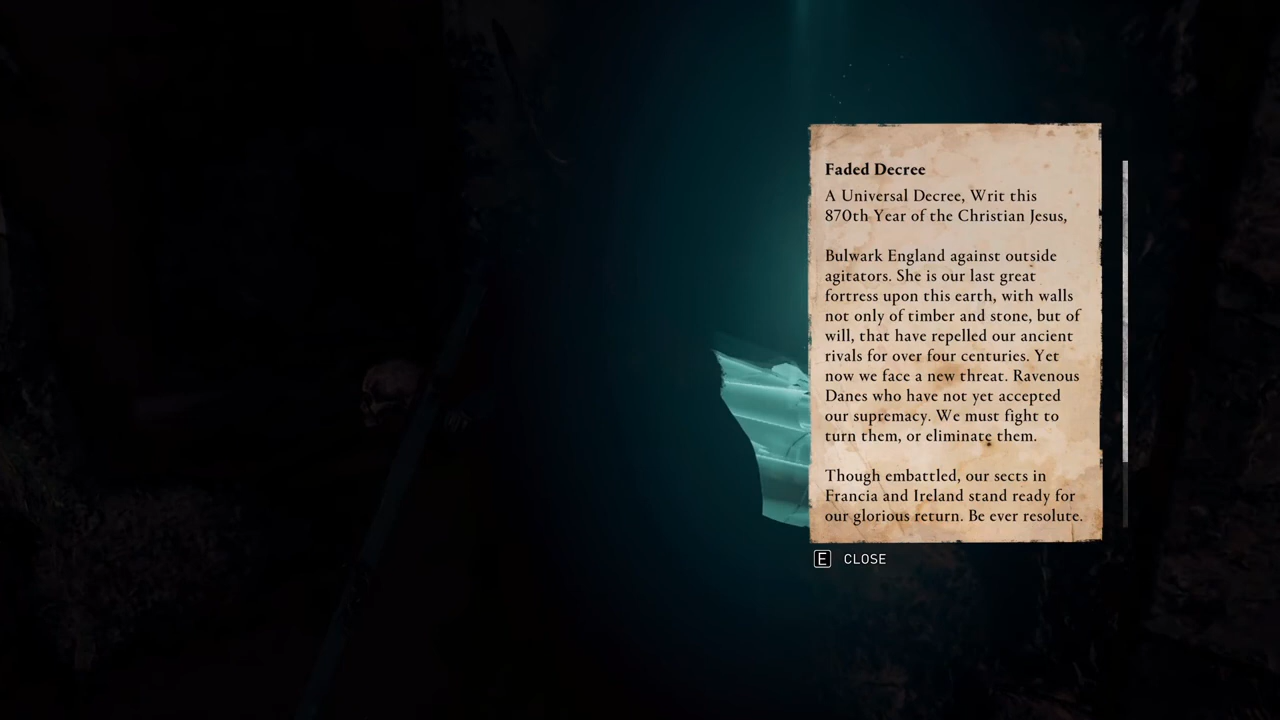 Faded Decree
A Universal Decree, Writ this
870th Year of the Christian Jesus,
Bulwark England against outside
agitators. She is our last great
fortress upon this earth, with walls
not only of timber and stone, but of
will, that have repelled our ancient
rivals for over four centuries. Yet
now we face a new threat. Ravenous
Danes who have not yet accepted
our supremacy. We must fight to
turn them, or eliminate them.
Though embattled, our sects in
Francia and Ireland stand ready for
our glorious return. Be ever resolute.
E CLOSE